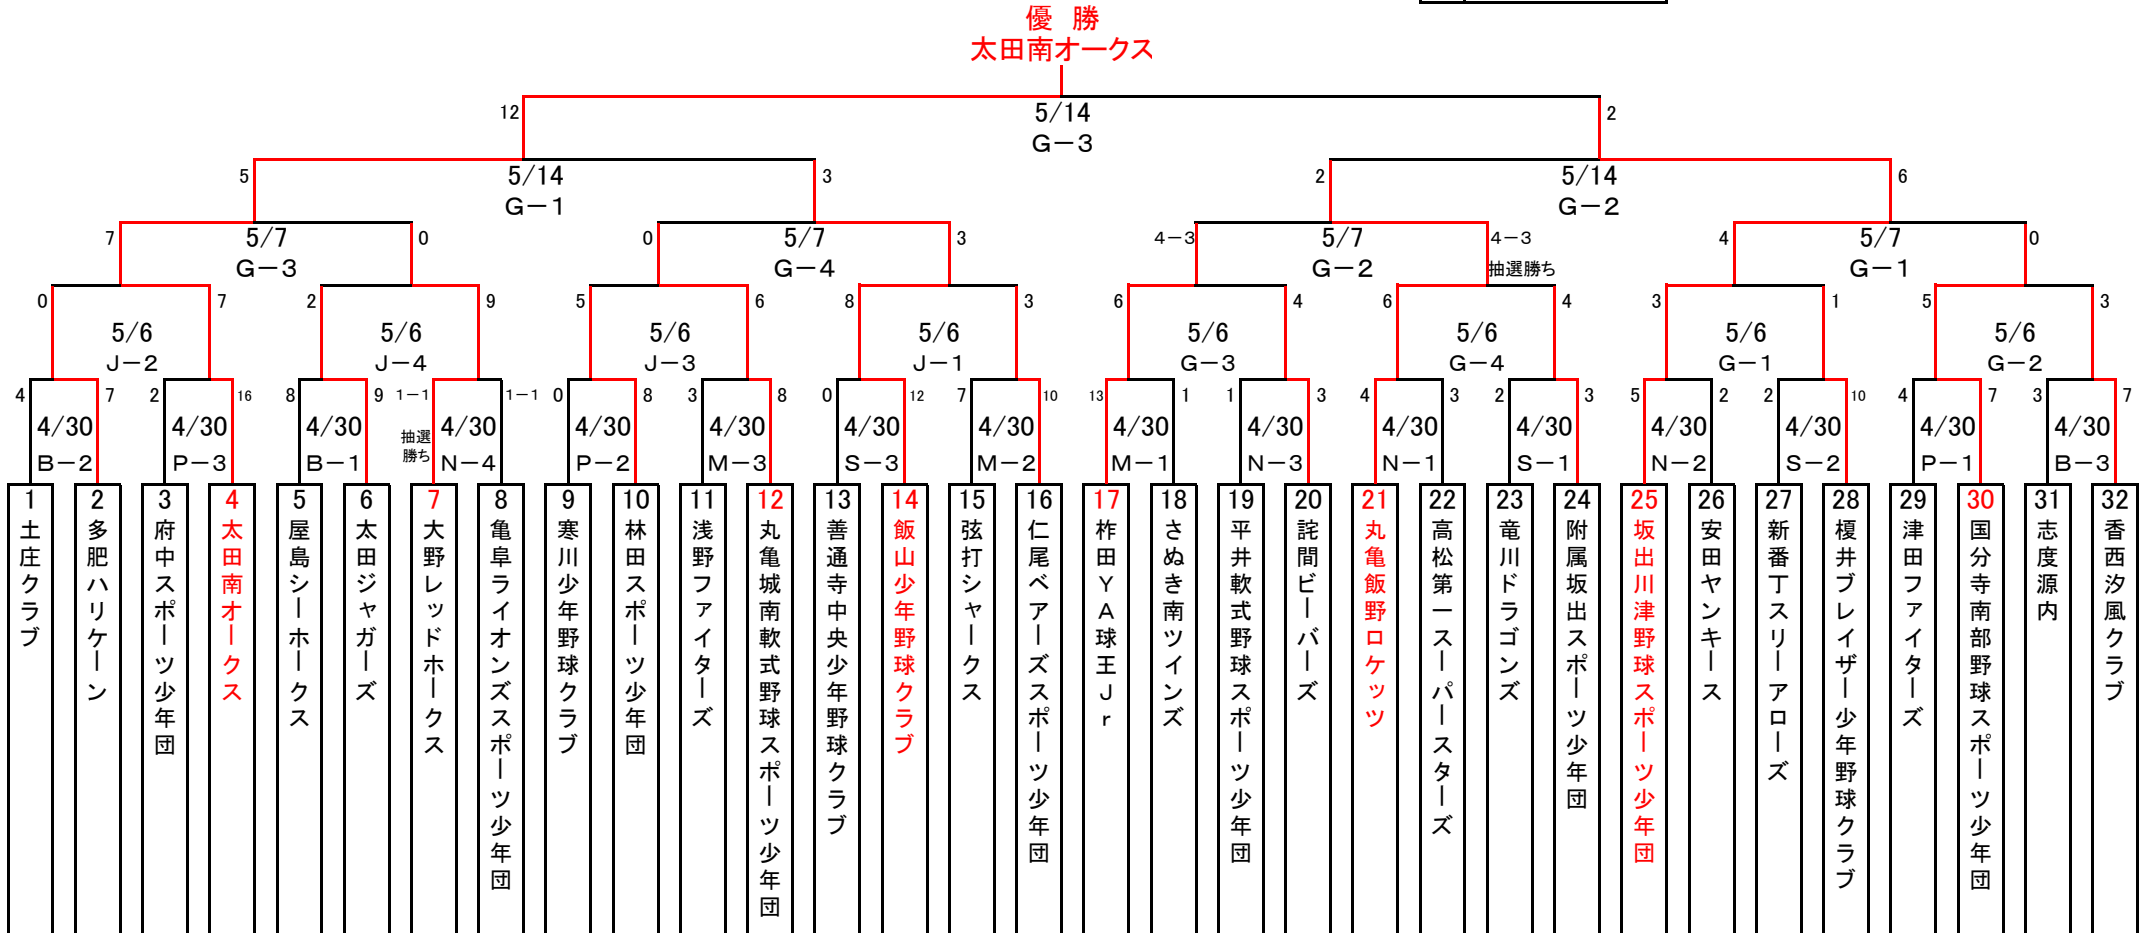 優 勝
太田南オークス
12
5/14
G－3
2
5
5/14
G－1
3
2
5/14
G－2
6
7
5/7
G－3
0
0
5/7
G－4
3
4－3
5/7
G－2
4－3
抽選勝ち
4
5/7
G－1
0
0
5/6
J－2
7
2
5/6
J－4
9
5
5/6
J－3
6
8
5/6
J－1
3
6
5/6
G－3
4
6
5/6
G－4
4
3
5/6
G－1
1
5
5/6
G－2
3
4
4/30
B－2
7
2
4/30
P－3
16
8
4/30
B－1
9
1－1
抽選
勝ち
4/30
N－4
1－1
0
4/30
P－2
8
3
4/30
M－3
8
0
4/30
S－3
12
7
4/30
M－2
10
13
4/30
M－1
1
1
4/30
N－3
3
4
4/30
N－1
3
2
4/30
S－1
3
5
4/30
N－2
2
2
4/30
S－2
10
4
4/30
P－1
7
3
4/30
B－3
7
1
土庄クラブ
2
多肥ハリケーン
3
府中スポーツ少年団
4
太田南オークス
5
屋島シーホークス
6
太田ジャガーズ
7
大野レッドホークス
8
亀阜ライオンズスポーツ少年団
9
寒川少年野球クラブ
10
林田スポーツ少年団
11
浅野ファイターズ
12
丸亀城南軟式野球スポーツ少年団
13
善通寺中央少年野球クラブ
14
飯山少年野球クラブ
15
弦打シャークス
16
仁尾ベアーズスポーツ少年団
17
柞田ＹＡ球王Ｊｒ
18
さぬき南ツインズ
19
平井軟式野球スポーツ少年団
20
詫間ビーバーズ
21
丸亀飯野ロケッツ
22
高松第一スーパースターズ
23
竜川ドラゴンズ
24
附属坂出スポーツ少年団
25
坂出川津野球スポーツ少年団
26
安田ヤンキース
27
新番丁スリーアローズ
28
榎井ブレイザー少年野球クラブ
29
津田ファイターズ
30
国分寺南部野球スポーツ少年団
31
志度源内
32
香西汐風クラブ